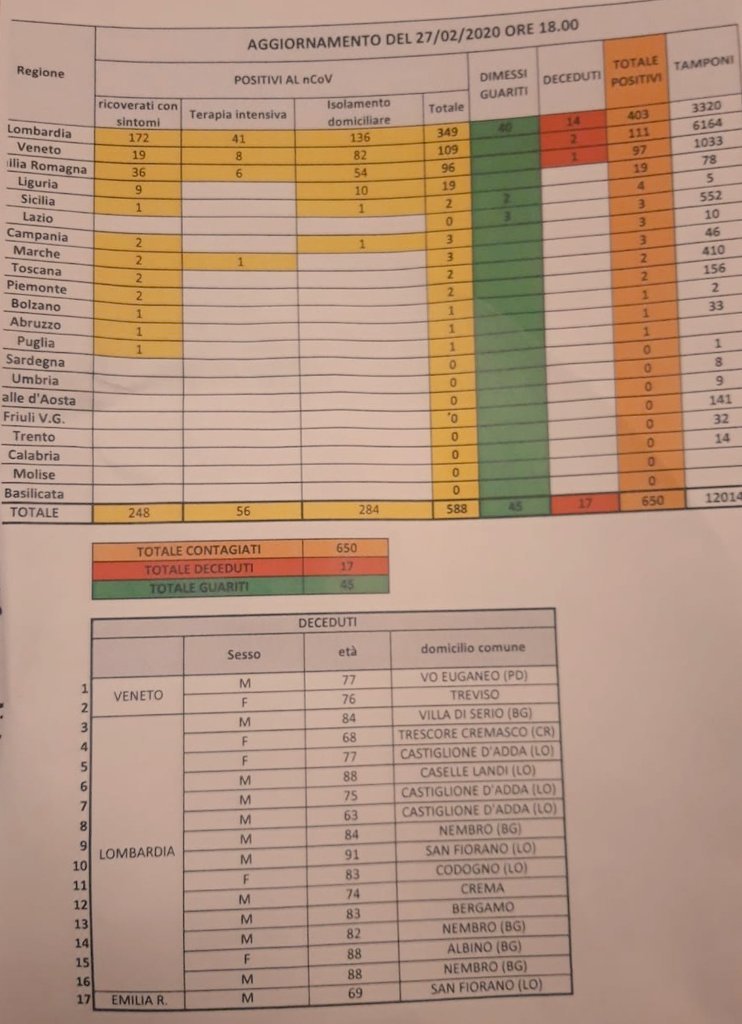 AGGIORNAMENTO DEL 27/02/2020 ORE 18.00
Regione POSITIVI AL nCoV DIMESSI GUARITI DECEDUTI TOTALE POSITIVI TAMPONI
ricoverati con sintomi Terapia intensiva Isolamento domiciliare Totale
Lombardia 172 41 136 349 40 14 403 3320
Veneto 19 8 82 109 2 111 6164
ilia Romagna 36 6 54 96 1 97 1033
Liguria 9 10 19 19 78
Sicilia 1 1 2 2 4 5
Lazio 0 3 3 552
Campania 2 1 3 3 10
Marche 2 1 3 3 46
Toscana 2 2 2 410
Piemonte 2 2 2 156
Bolzano 1 1 1 2
Abruzzo 1 1 1 33
Puglia 1 1 1
Sardegna 0 0 1
Umbria 0 0 8
alle d'Aosta 0 0 9
Friuli V.G. '0 0 141
Trento 0 0 32
Calabria 0 0 14
Molise 0 0
Basilicata 0 0
TOTALE 248 56 284 588 45 17 650 12014
TOTALE CONTAGIATI 650
TOTALE DECEDUTI 17
TOTALE GUARITI 45
DECEDUTI
Sesso età domicilio comune
1 VENETO M 77 VO EUGANEO (PD)
2 F 76 TREVISO
3 LOMBARDIA M 84 VILLA DI SERIO (BG)
4 F 68 TRESCORE CREMASCO (CR)
5 F 77 CASTIGLIONE D'ADDA (LO)
6 M 88 CASELLE LANDI (LO)
7 M 75 CASTIGLIONE D'ADDA (LO)
8 M 63 CASTIGLIONE D'ADDA (LO)
9 M 84 NEMBRO (BG)
10 M 91 SAN FIORANO (LO)
11 F 83 CODOGNO (LO)
12 M 74 CREMA
13 M 83 BERGAMO
14 M 82 NEMBRO (BG)
15 F 88 ALBINO (BG)
16 M 88 NEMBRO (BG)
17 EMILIA R. M 69 SAN FIORANO (LO)